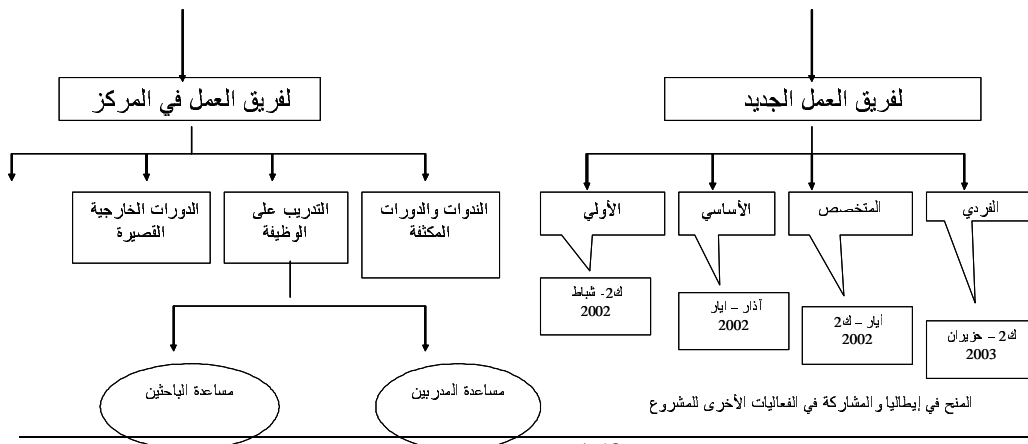 لفريق العمل الجديد
لفريق العمل في المركز
الفردي
المتخصص
الأساسي
الأولي
الندوات والدورات
المكثفة
التدريب على
الوظيفة
الدورات الخارجية
القصيرة
ك2- شباط
2002
آذار – ايار
2002
أيار – ك2
2002
ك2 – حزيران
2003
مساعدة المدربين
مساعدة الباحثين
المنح في إيطاليا والمشاركة في الفعاليات الأخرى للمشروع